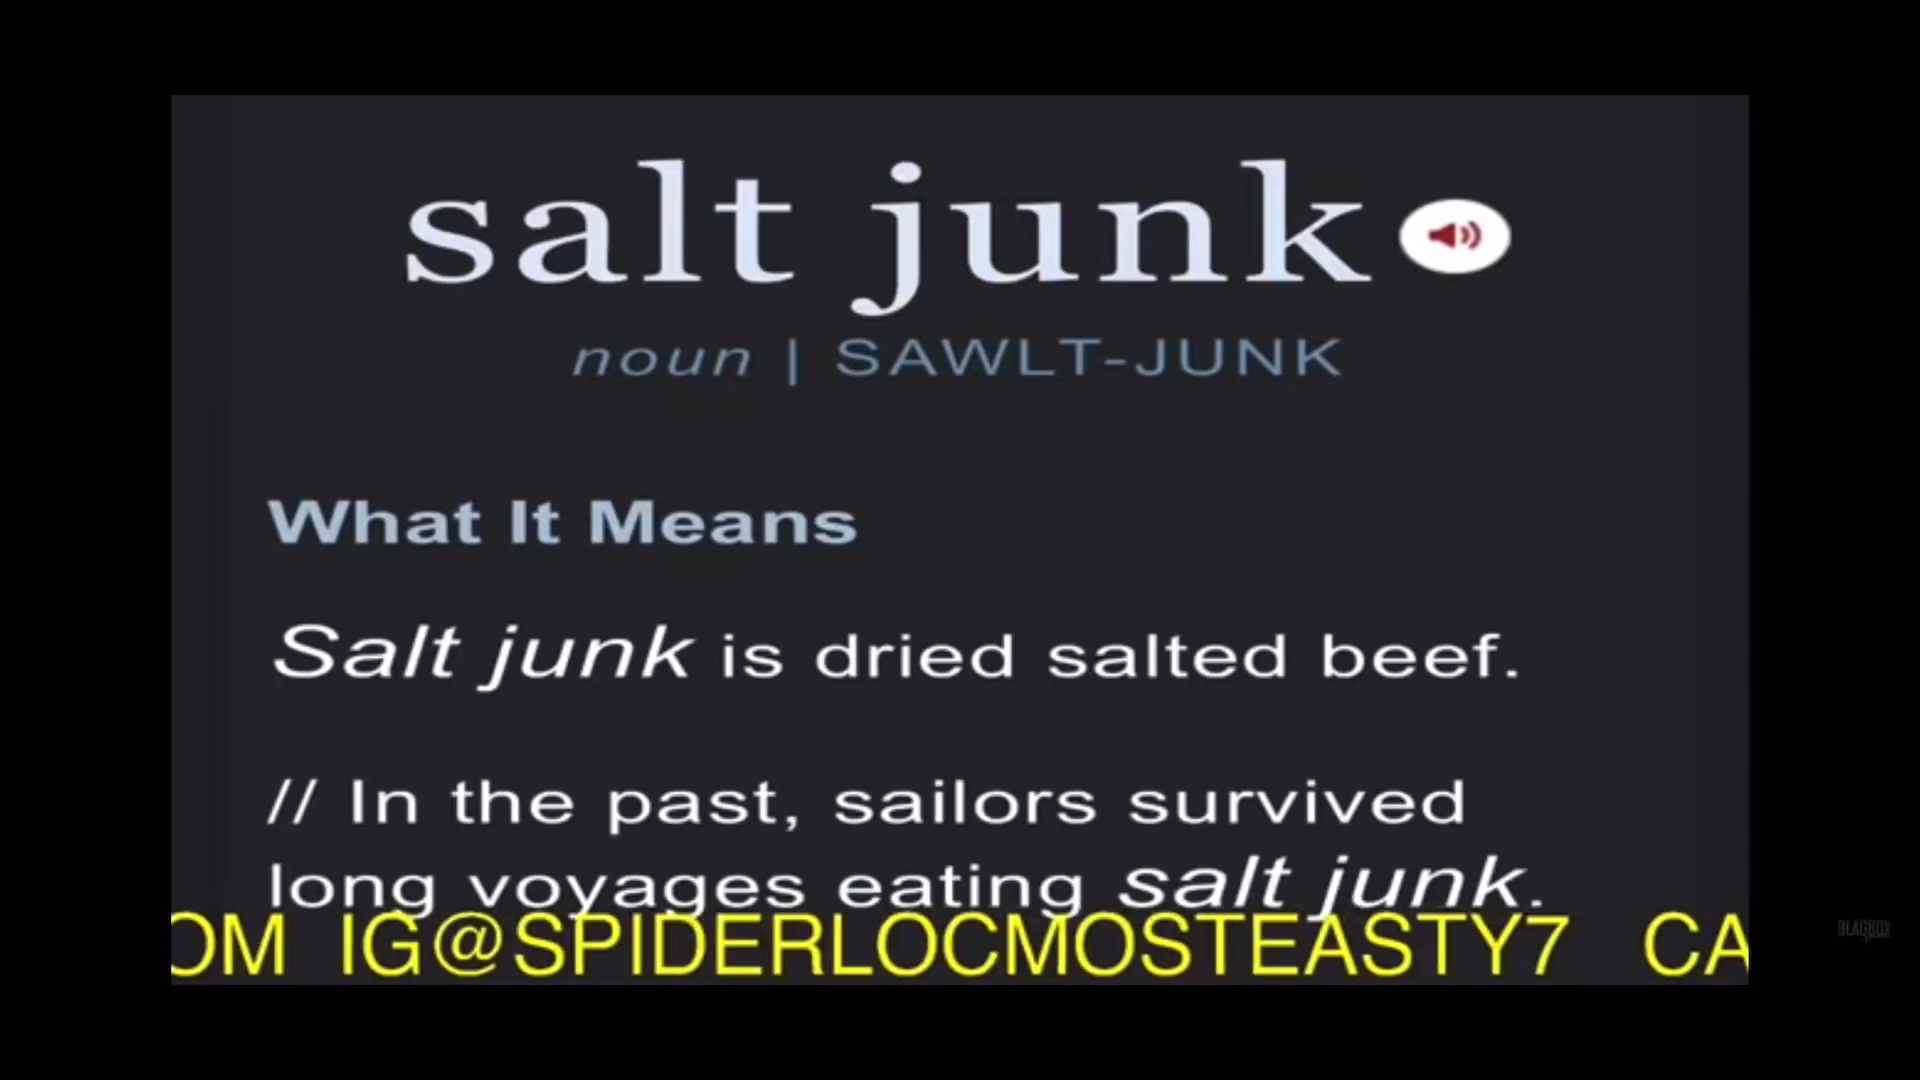 salt junk
noun | SAWLT-JUNK
What It Means
Salt junk is dried salted beef.
// In the past, sailors survived
long voyages eating salt junk.
OM IG@SPIDERLOCMOSTEASTY7 CA
BLAGBOX